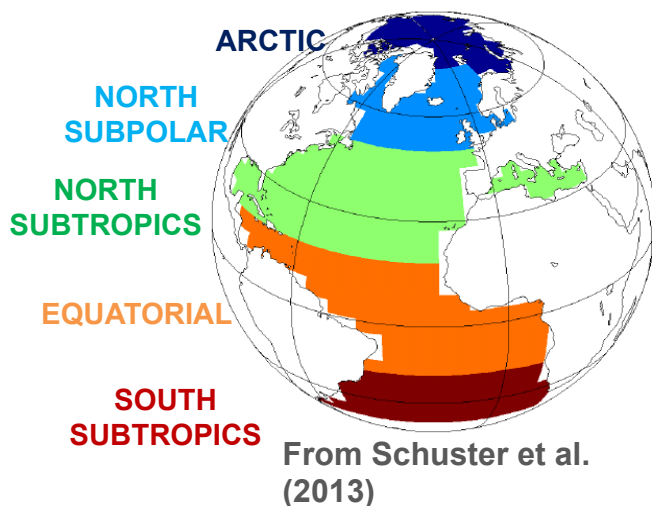 ARCTIC
NORTH
SUBPOLAR
NORTH
SUBTROPICS
EQUATORIAL
SOUTH
SUBTROPICS
From Schuster et al.
(2013)